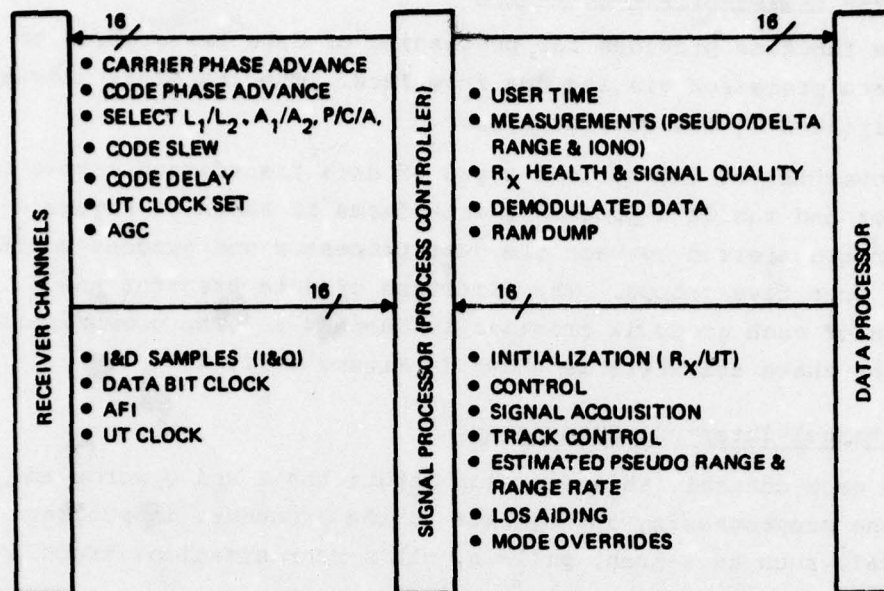 16
16
RECEIVER CHANNELS
● CARRIER PHASE ADVANCE
● CODE PHASE ADVANCE
● SELECT L1/L2, A1/A2, P/C/A,
● CODE SLEW
● CODE DELAY
● UT CLOCK SET
● AGC
16
● I&D SAMPLES (I&Q)
● DATA BIT CLOCK
● AFI
● UT CLOCK
SIGNAL PROCESSOR (PROCESS CONTROLLER)
● USER TIME
● MEASUREMENTS (PSEUDO/DELTA
RANGE & IONO)
● RX HEALTH & SIGNAL QUALITY
● DEMODULATED DATA
● RAM DUMP
16
● INITIALIZATION ( RX/UT)
● CONTROL
● SIGNAL ACQUISITION
● TRACK CONTROL
● ESTIMATED PSEUDO RANGE &
RANGE RATE
● LOS AIDING
● MODE OVERRIDES
DATA PROCESSOR